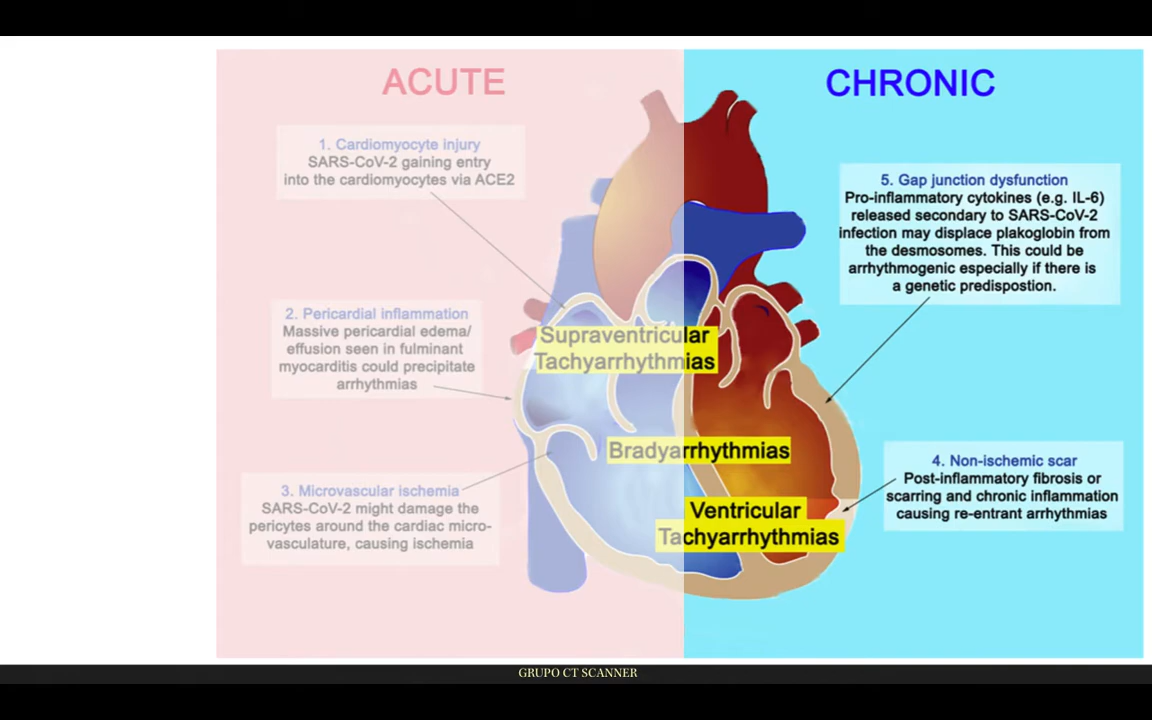 ACUTE
1. Cardiomyocyte injury
SARS-CoV-2 gaining entry
into the cardiomyocytes via ACE2
2. Pericardial inflammation
Massive pericardial edema/
effusion seen in fulminant
myocarditis could precipitate
arrhythmias
3. Microvascular ischemia
SARS-CoV-2 might damage the
pericytes around the cardiac micro-
vasculature, causing ischemia
Supraventricular
Tachyarrhythmias
Bradyarrhythmias
Ventricular
Tachyarrhythmias
CHRONIC
5. Gap junction dysfunction
Pro-inflammatory cytokines (e.g. IL-6)
released secondary to SARS-CoV-2
infection may displace plakoglobin from
the desmosomes. This could be
arrhythmogenic especially if there is
a genetic predispostion.
4. Non-ischemic scar
Post-inflammatory fibrosis or
scarring and chronic inflammation
causing re-entrant arrhythmias
GRUPO CT SCANNER